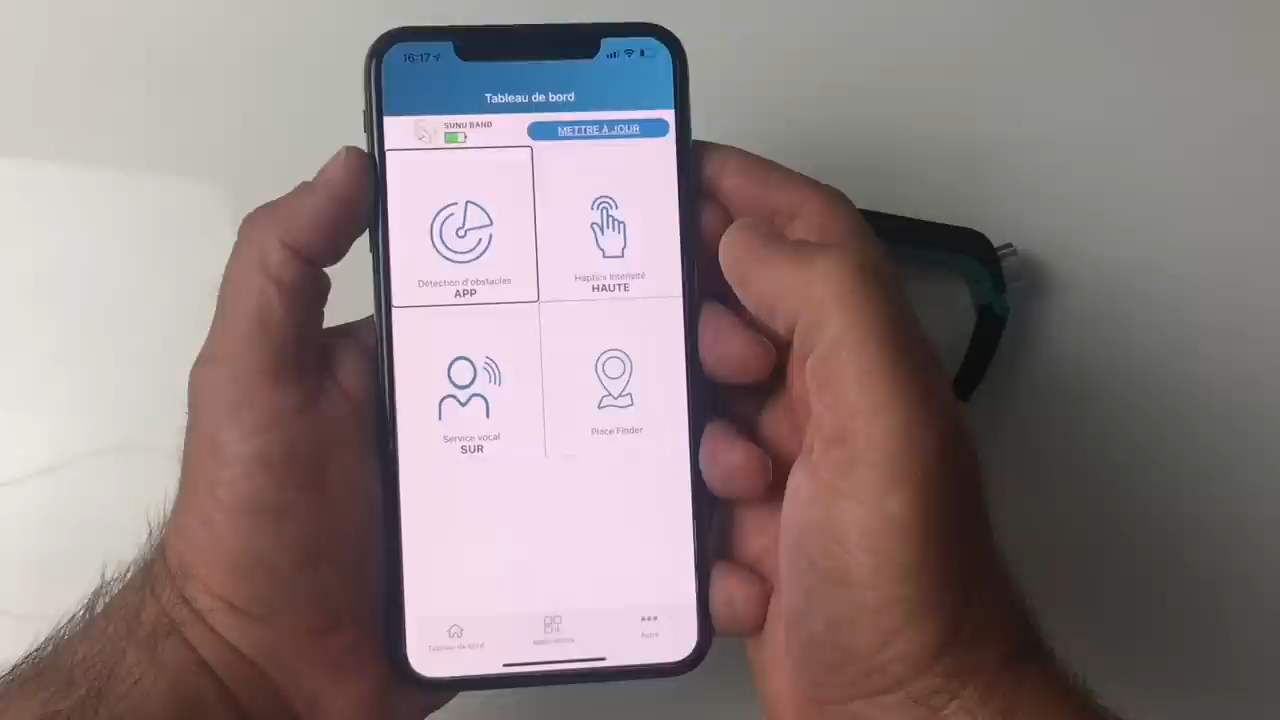 16:17
Tableau de bord
SUNU BAND
METTRE À JOUR
Détection d'obstacles
APP
Haptics Intensité
HAUTE
Service vocal
SUR
Place Finder
Tableau de bord